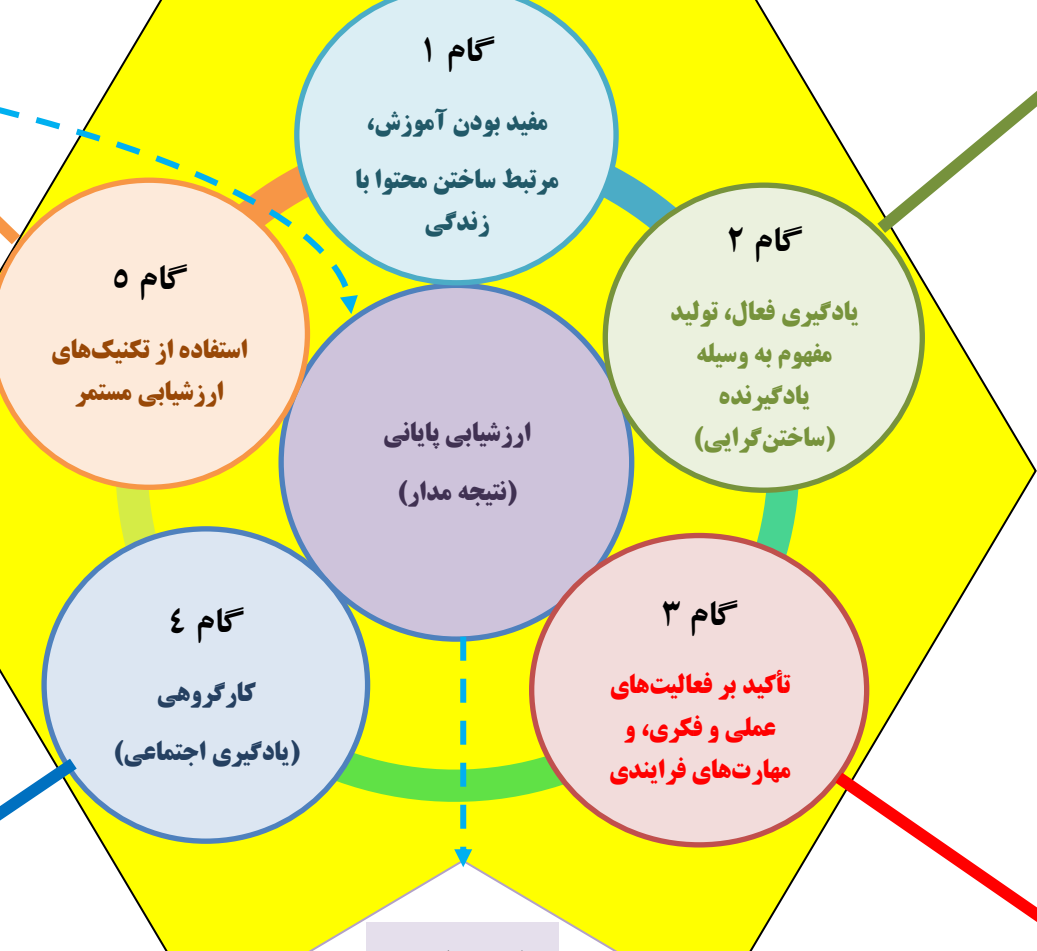 گام ۱
مفید بودن آموزش،
مرتبط ساختن محتوا با
زندگی
گام ۲
یادگیری فعال، تولید
مفهوم به وسیله
یادگیرنده
(ساختن‌گرایی)
گام ۳
تأکید بر فعالیت‌های
عملی و فکری، و
مهارت‌های فرایندی
گام ٤
کارگروهی
(یادگیری اجتماعی)
گام ٥
استفاده از تکنیک‌های
ارزشیابی مستمر
ارزشیابی پایانی
(نتیجه مدار)